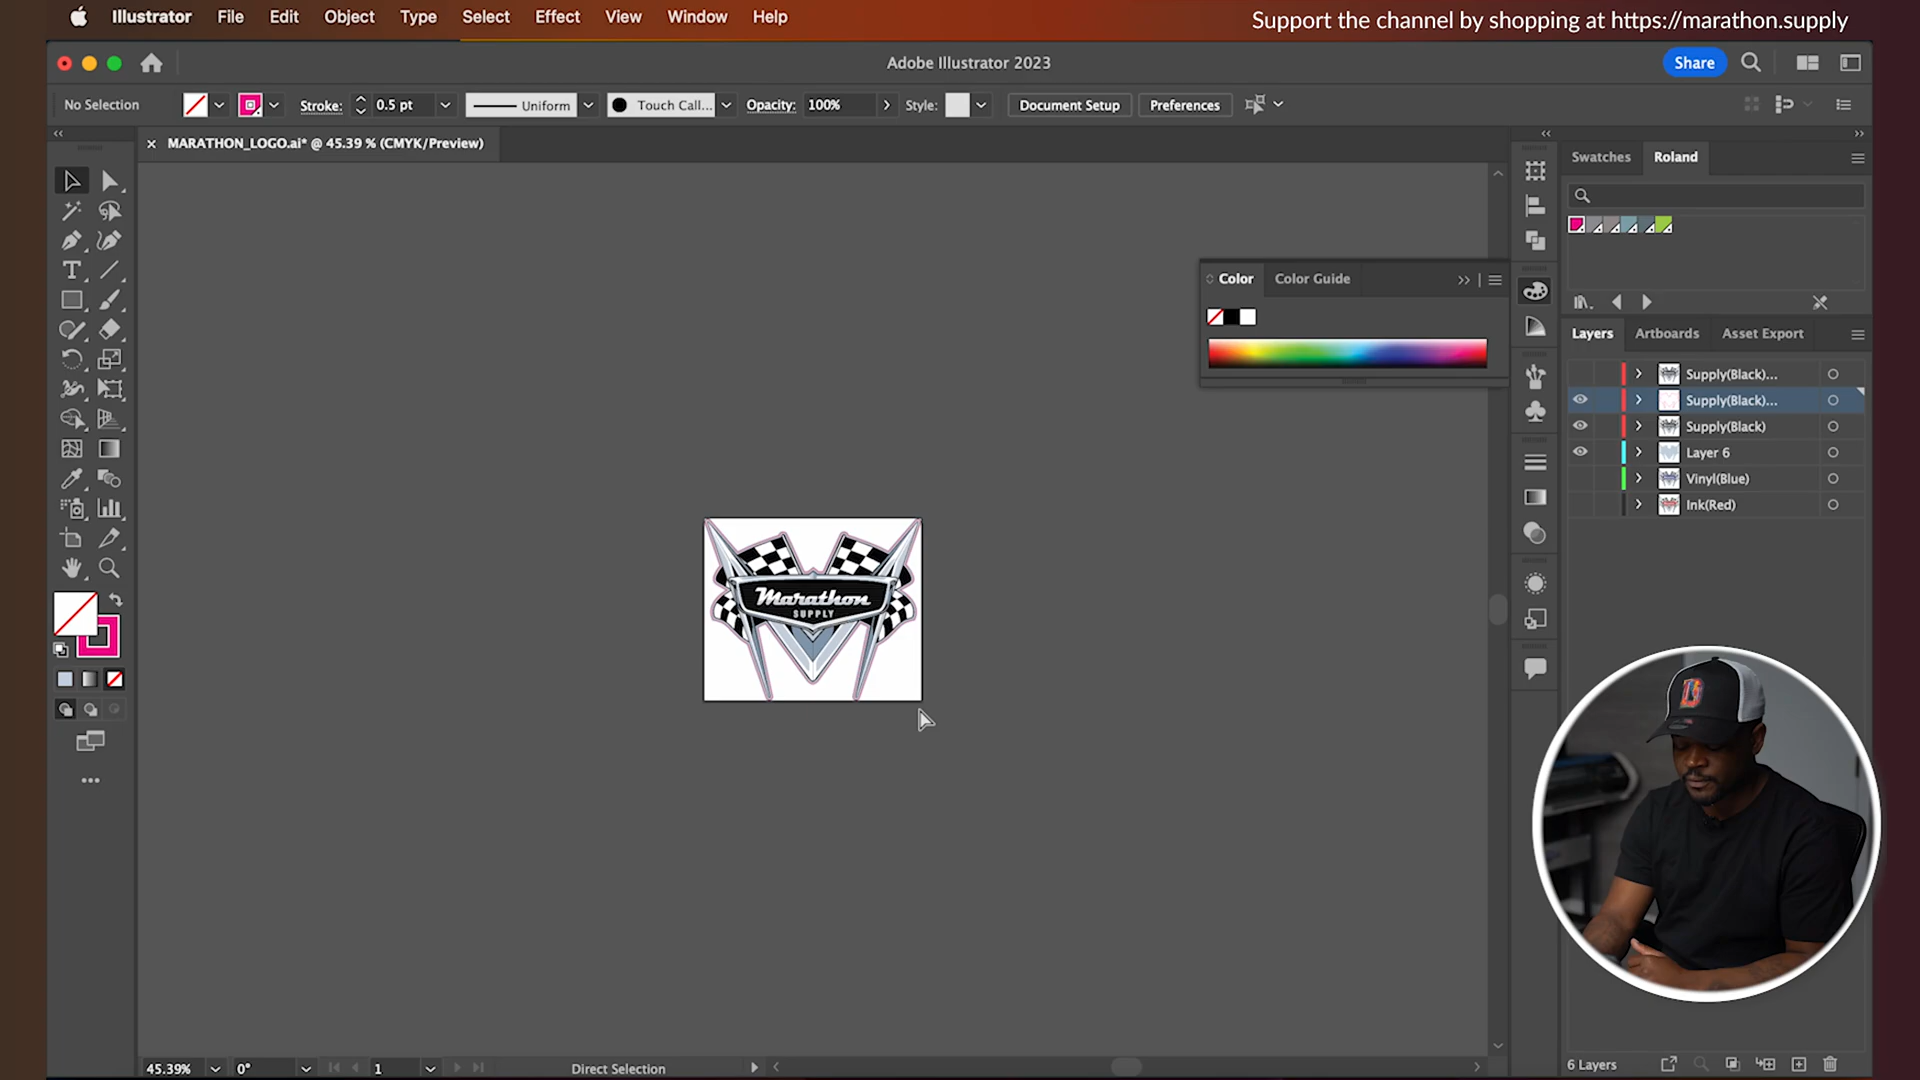 Illustrator File Edit Object Type Select Effect View Window Help
Support the channel by shopping at https://marathon.supply
Adobe Illustrator 2023
Share
No Selection
Stroke:
0.5 pt
Uniform
Touch Call...
Opacity:
100%
Style:
Document Setup
Preferences
MARATHON_LOGO.ai* @ 45.39 % (CMYK/Preview)
Swatches
Roland
Color
Color Guide
Layers
Artboards
Asset Export
Supply(Black)...
Supply(Black)...
Supply(Black)
Layer 6
Vinyl(Blue)
Ink(Red)
Marathon
SUPPLY
45.39%
0°
1
Direct Selection
6 Layers